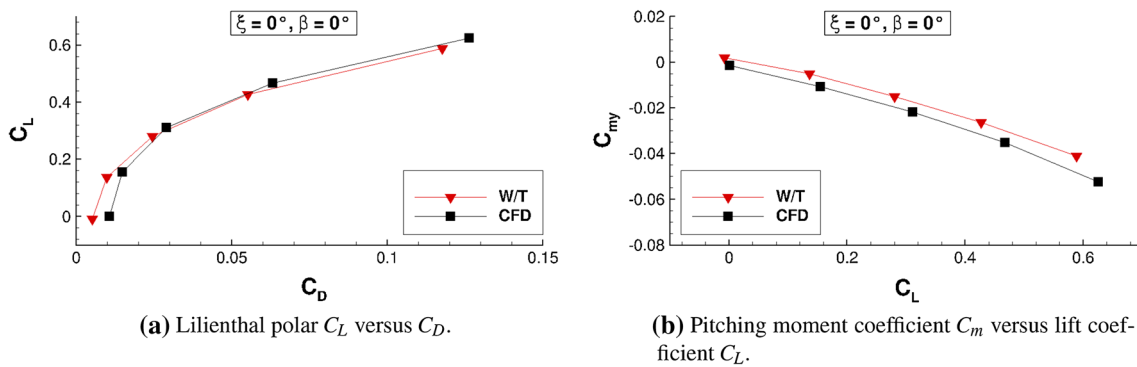 ξ = 0°, β = 0°
C_L
0.6
0.4
0.2
0
0
0.05
0.1
0.15
C_D
W/T
CFD
(a) Lilienthal polar C_L versus C_D.
ξ = 0°, β = 0°
C_my
0.02
0
-0.02
-0.04
-0.06
-0.08
0
0.2
0.4
0.6
C_L
W/T
CFD
(b) Pitching moment coefficient C_m versus lift coef-
ficient C_L.